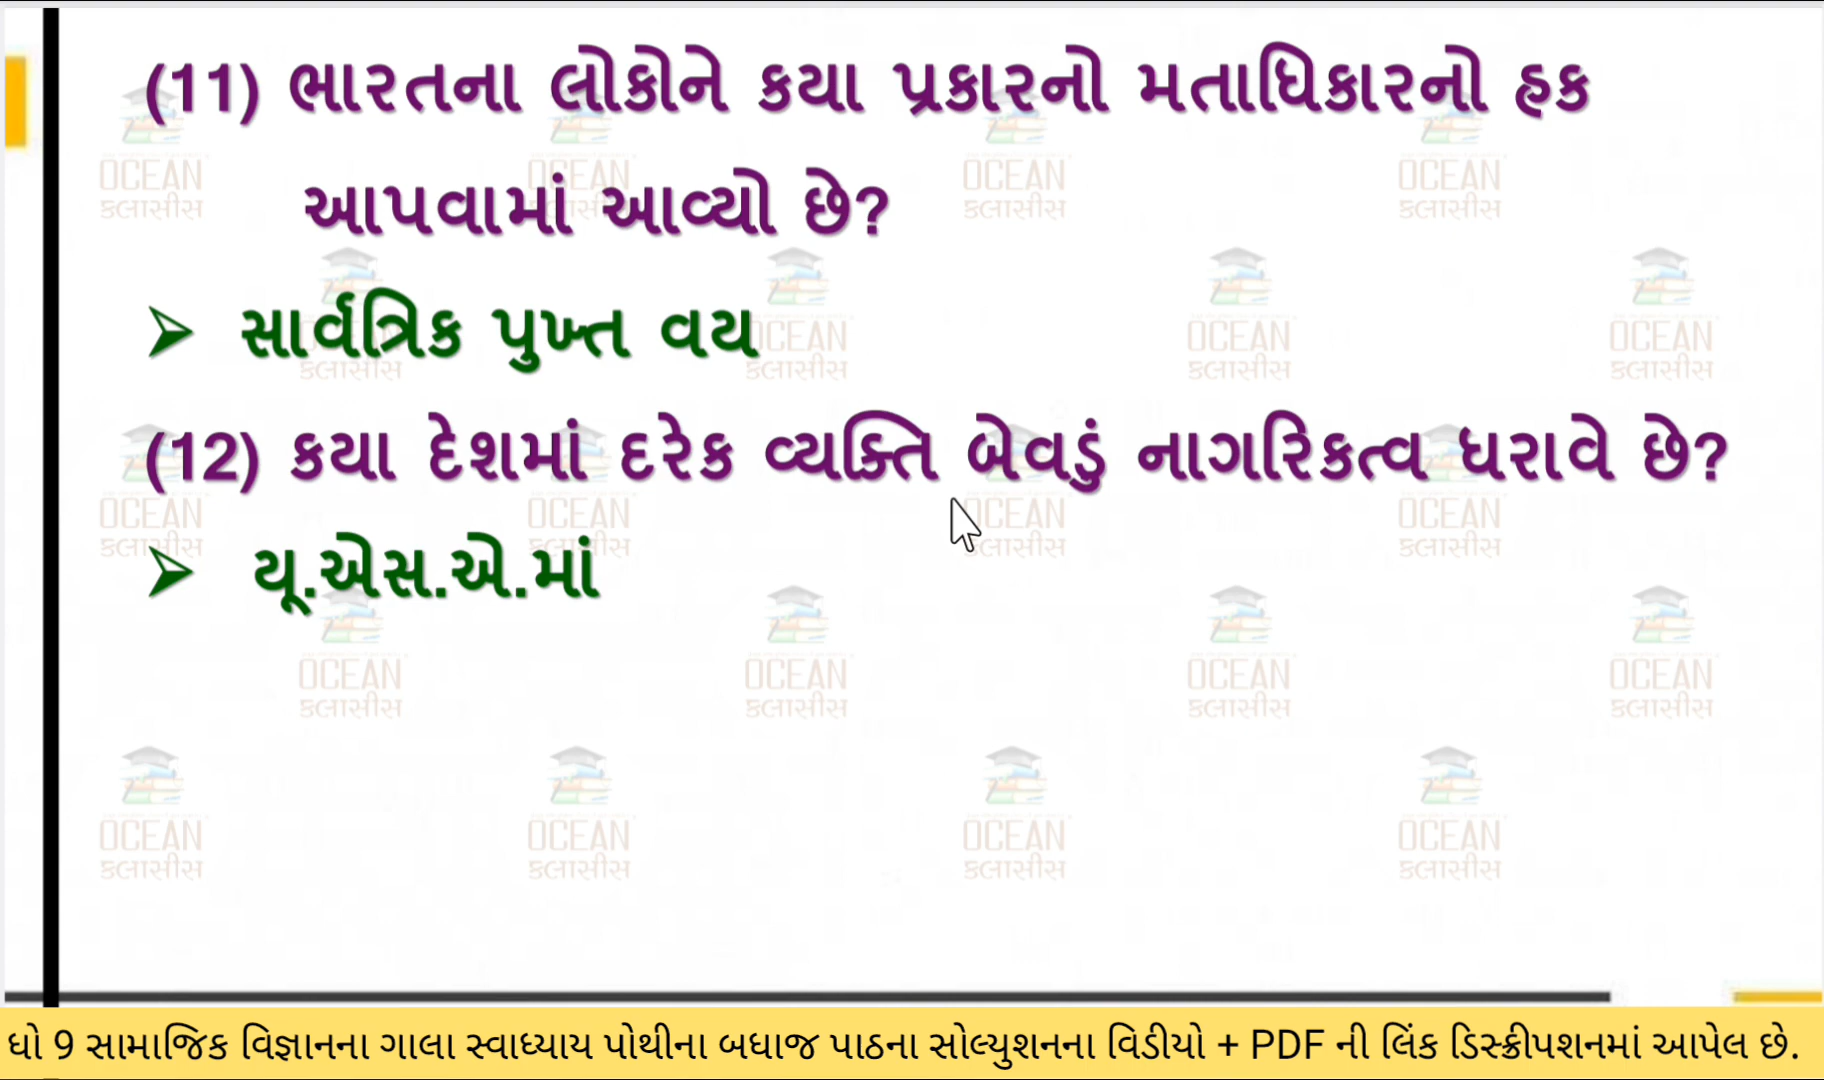 (11) ભારતના લોકોને કયા પ્રકારનો મતાધિકારનો હક
આપવામાં આવ્યો છે?
➢ સાર્વત્રિક પુખ્ત વય
(12) કયા દેશમાં દરેક વ્યક્તિ બેવડું નાગરિકત્વ ધરાવે છે?
➢ યૂ.એસ.એ.માં
OCEAN
ક્લાસીસ
ધો 9 સામાજિક વિજ્ઞાનના ગાલા સ્વાધ્યાય પોથીના બધાજ પાઠના સોલ્યુશનના વિડીયો + PDF ની લિંક ડિસ્ક્રીપશનમાં આપેલ છે.